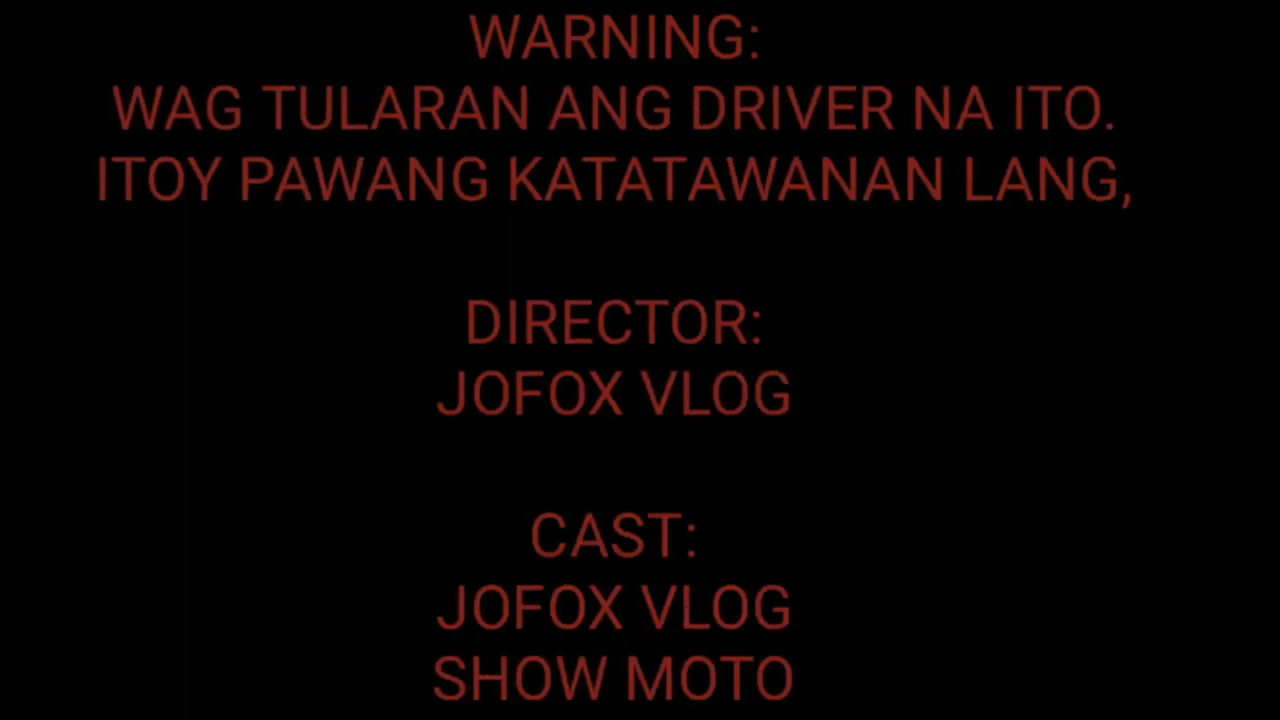 WARNING:
WAG TULARAN ANG DRIVER NA ITO.
ITOY PAWANG KATATAWANAN LANG,
DIRECTOR:
JOFOX VLOG
CAST:
JOFOX VLOG
SHOW MOTO